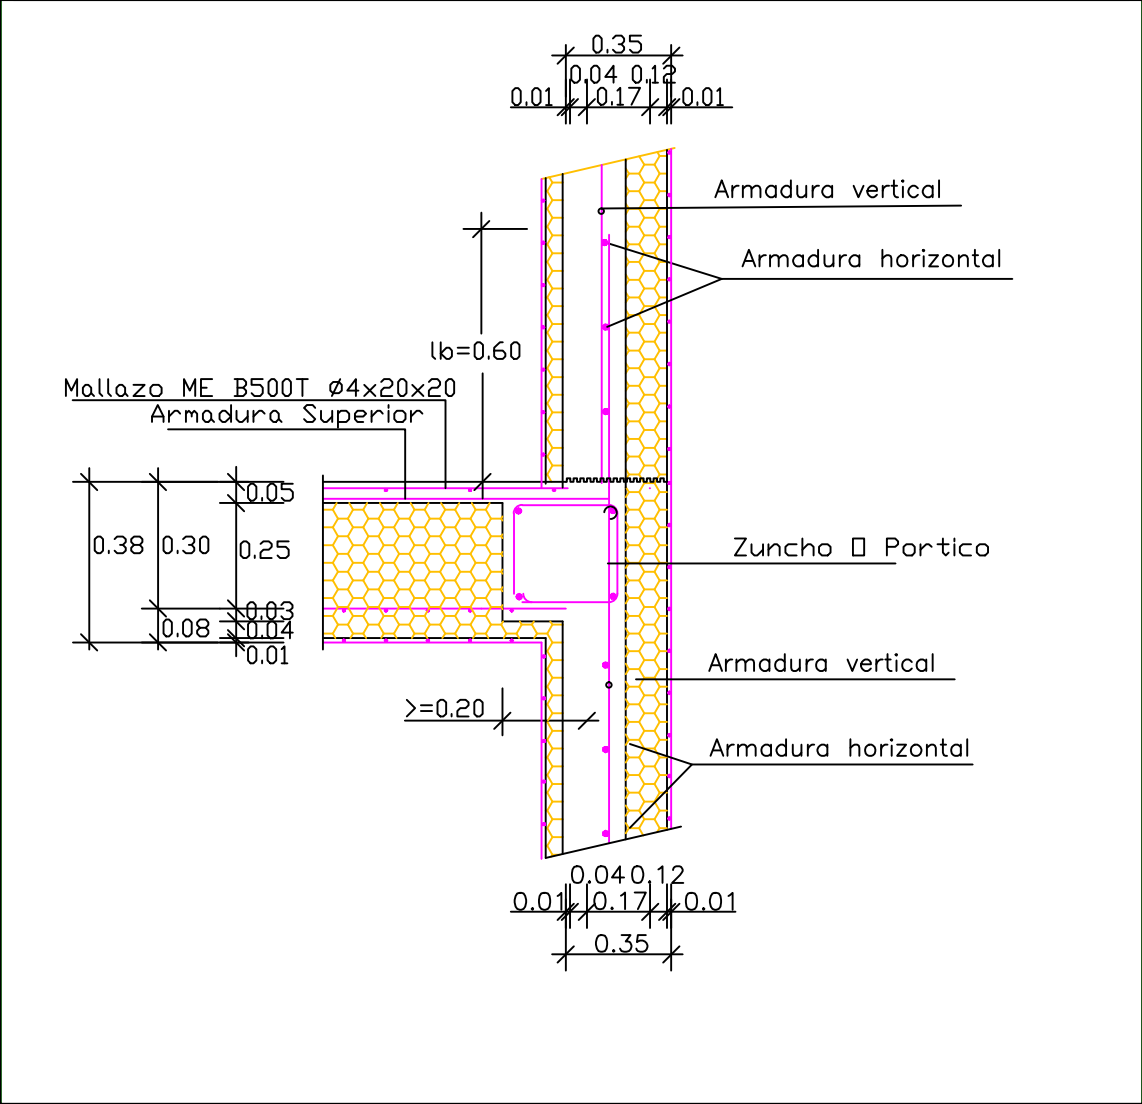 0.35
0.04 0.12
0.01 0.17 0.01
Armadura vertical
Armadura horizontal
lb=0.60
Mallazo ME B500T Ø4x20x20
Armadura Superior
0.05
0.38 0.30 0.25
Zuncho □ Portico
0.03
0.08 0.04
0.01
Armadura vertical
>=0.20
Armadura horizontal
0.04 0.12
0.01 0.17 0.01
0.35